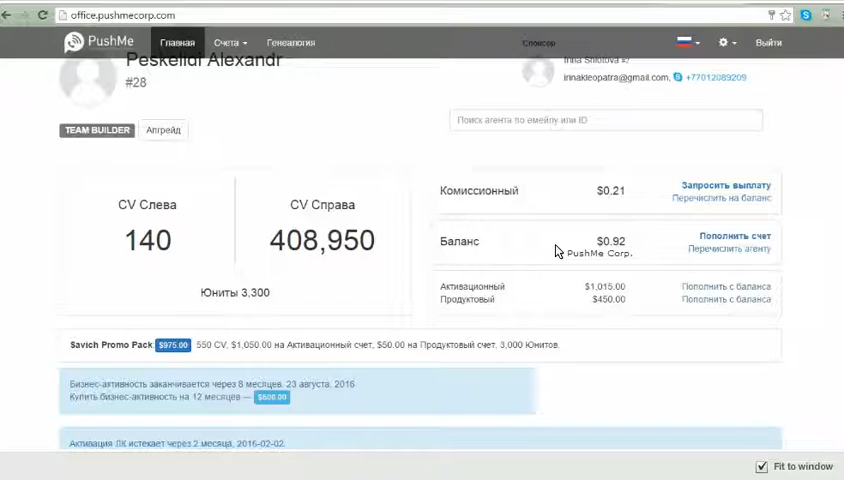 office.pushmecorp.com
PushMe
Главная
Счета
Генеалогия
Выйти
Peskelidi Alexandr
#28
Спонсор
irinakleopatra@gmail.com, +77012089209
TEAM BUILDER
Апгрейд
Поиск агента по емейлу или ID
CV Слева
140
CV Справа
408,950
Юниты 3,300
Комиссионный $0.21 Запросить выплату
Перечислить на баланс
Баланс $0.92 Пополнить счет
PushMe Corp. Перечислить агенту
Активационный $1,015.00 Пополнить с баланса
Продуктовый $450.00 Пополнить с баланса
Savich Promo Pack $975.00 550 CV, $1,050.00 на Активационный счет, $50.00 на Продуктовый счет, 3,000 Юнитов.
Бизнес-активность заканчивается через 8 месяцев, 23 августа, 2016
Купить бизнес-активность на 12 месяцев —
Активация ЛК истекает через 2 месяца, 2016-02-02.
Fit to window